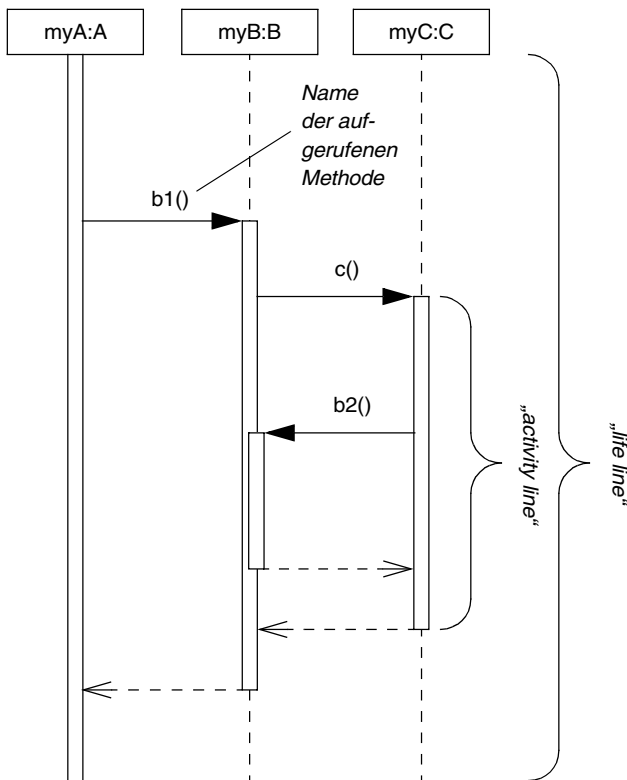 myA:A
myB:B
myC:C
Name
der auf-
gerufenen
Methode
b1()
c()
b2()
„activity line“
„life line“